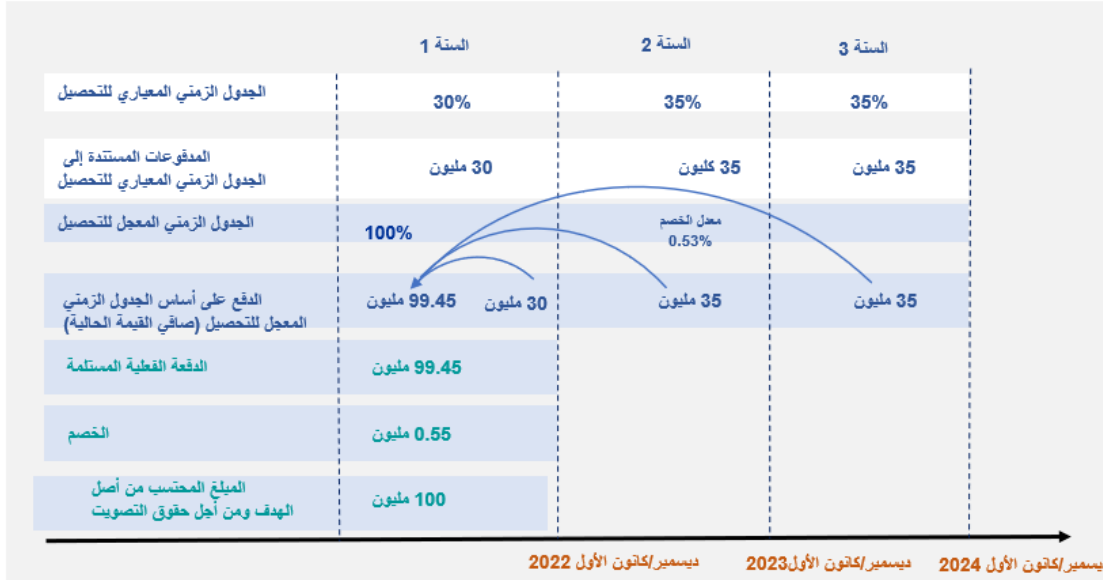 السنة 1
السنة 2
السنة 3
الجدول الزمني المعياري للتحصيل
30%
35%
35%
المدفوعات المستندة إلى
الجدول الزمني المعياري للتحصيل
30 مليون
35 كليون
35 مليون
الجدول الزمني المعجل للتحصيل
100%
معدل الخصم
0.53%
الدفع على أساس الجدول الزمني
المعجل للتحصيل (صافي القيمة الحالية)
99.45 مليون
30 مليون
35 مليون
35 مليون
الدفعة الفعلية المستلمة
99.45 مليون
الخصم
0.55 مليون
المبلغ المحتسب من أصل
الهدف ومن أجل حقوق التصويت
100 مليون
ديسمبر/كانون الأول 2022
ديسمبر/كانون الأول2023
ديسمبر/كانون الأول 2024